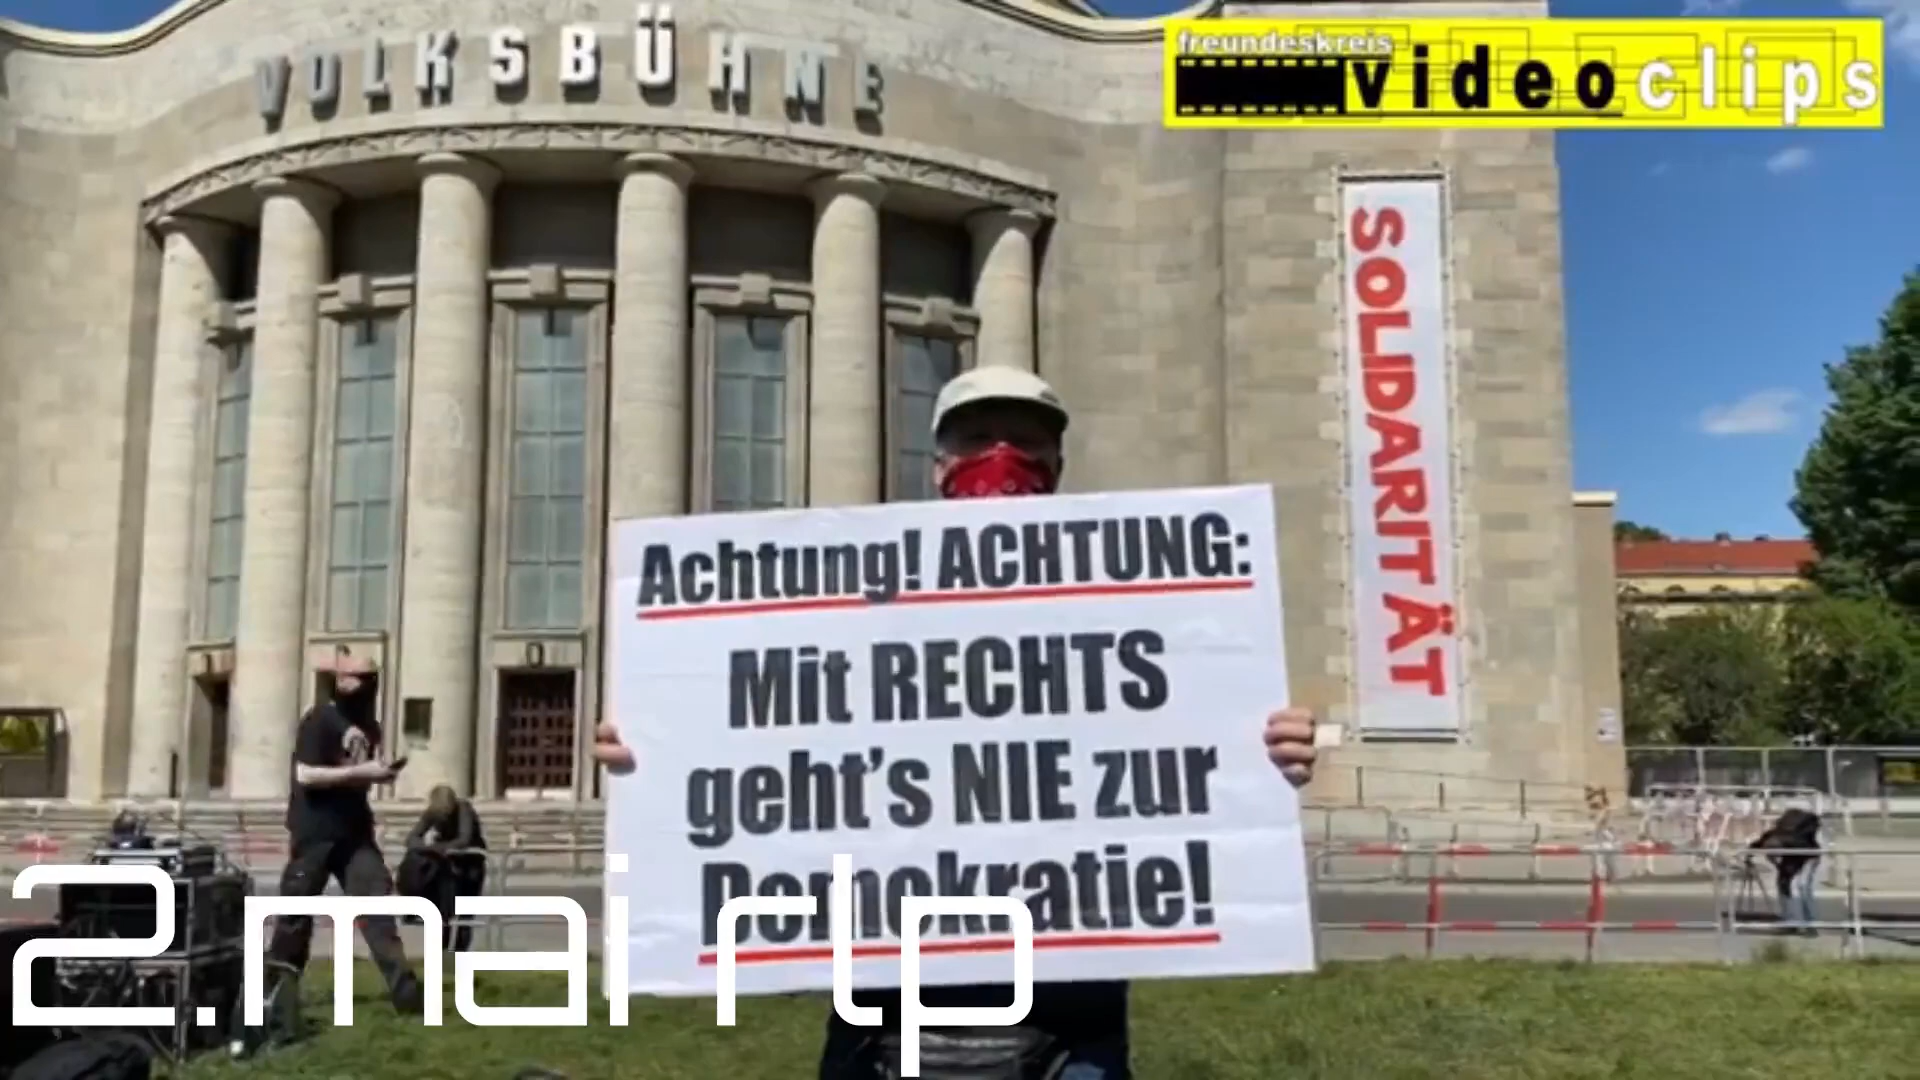 VOLKSBÜHNE
freundeskreis
videoclips
SOLIDARITÄT
Achtung! ACHTUNG:
Mit RECHTS
geht's NIE zur
Demokratie!
2.mai rlp